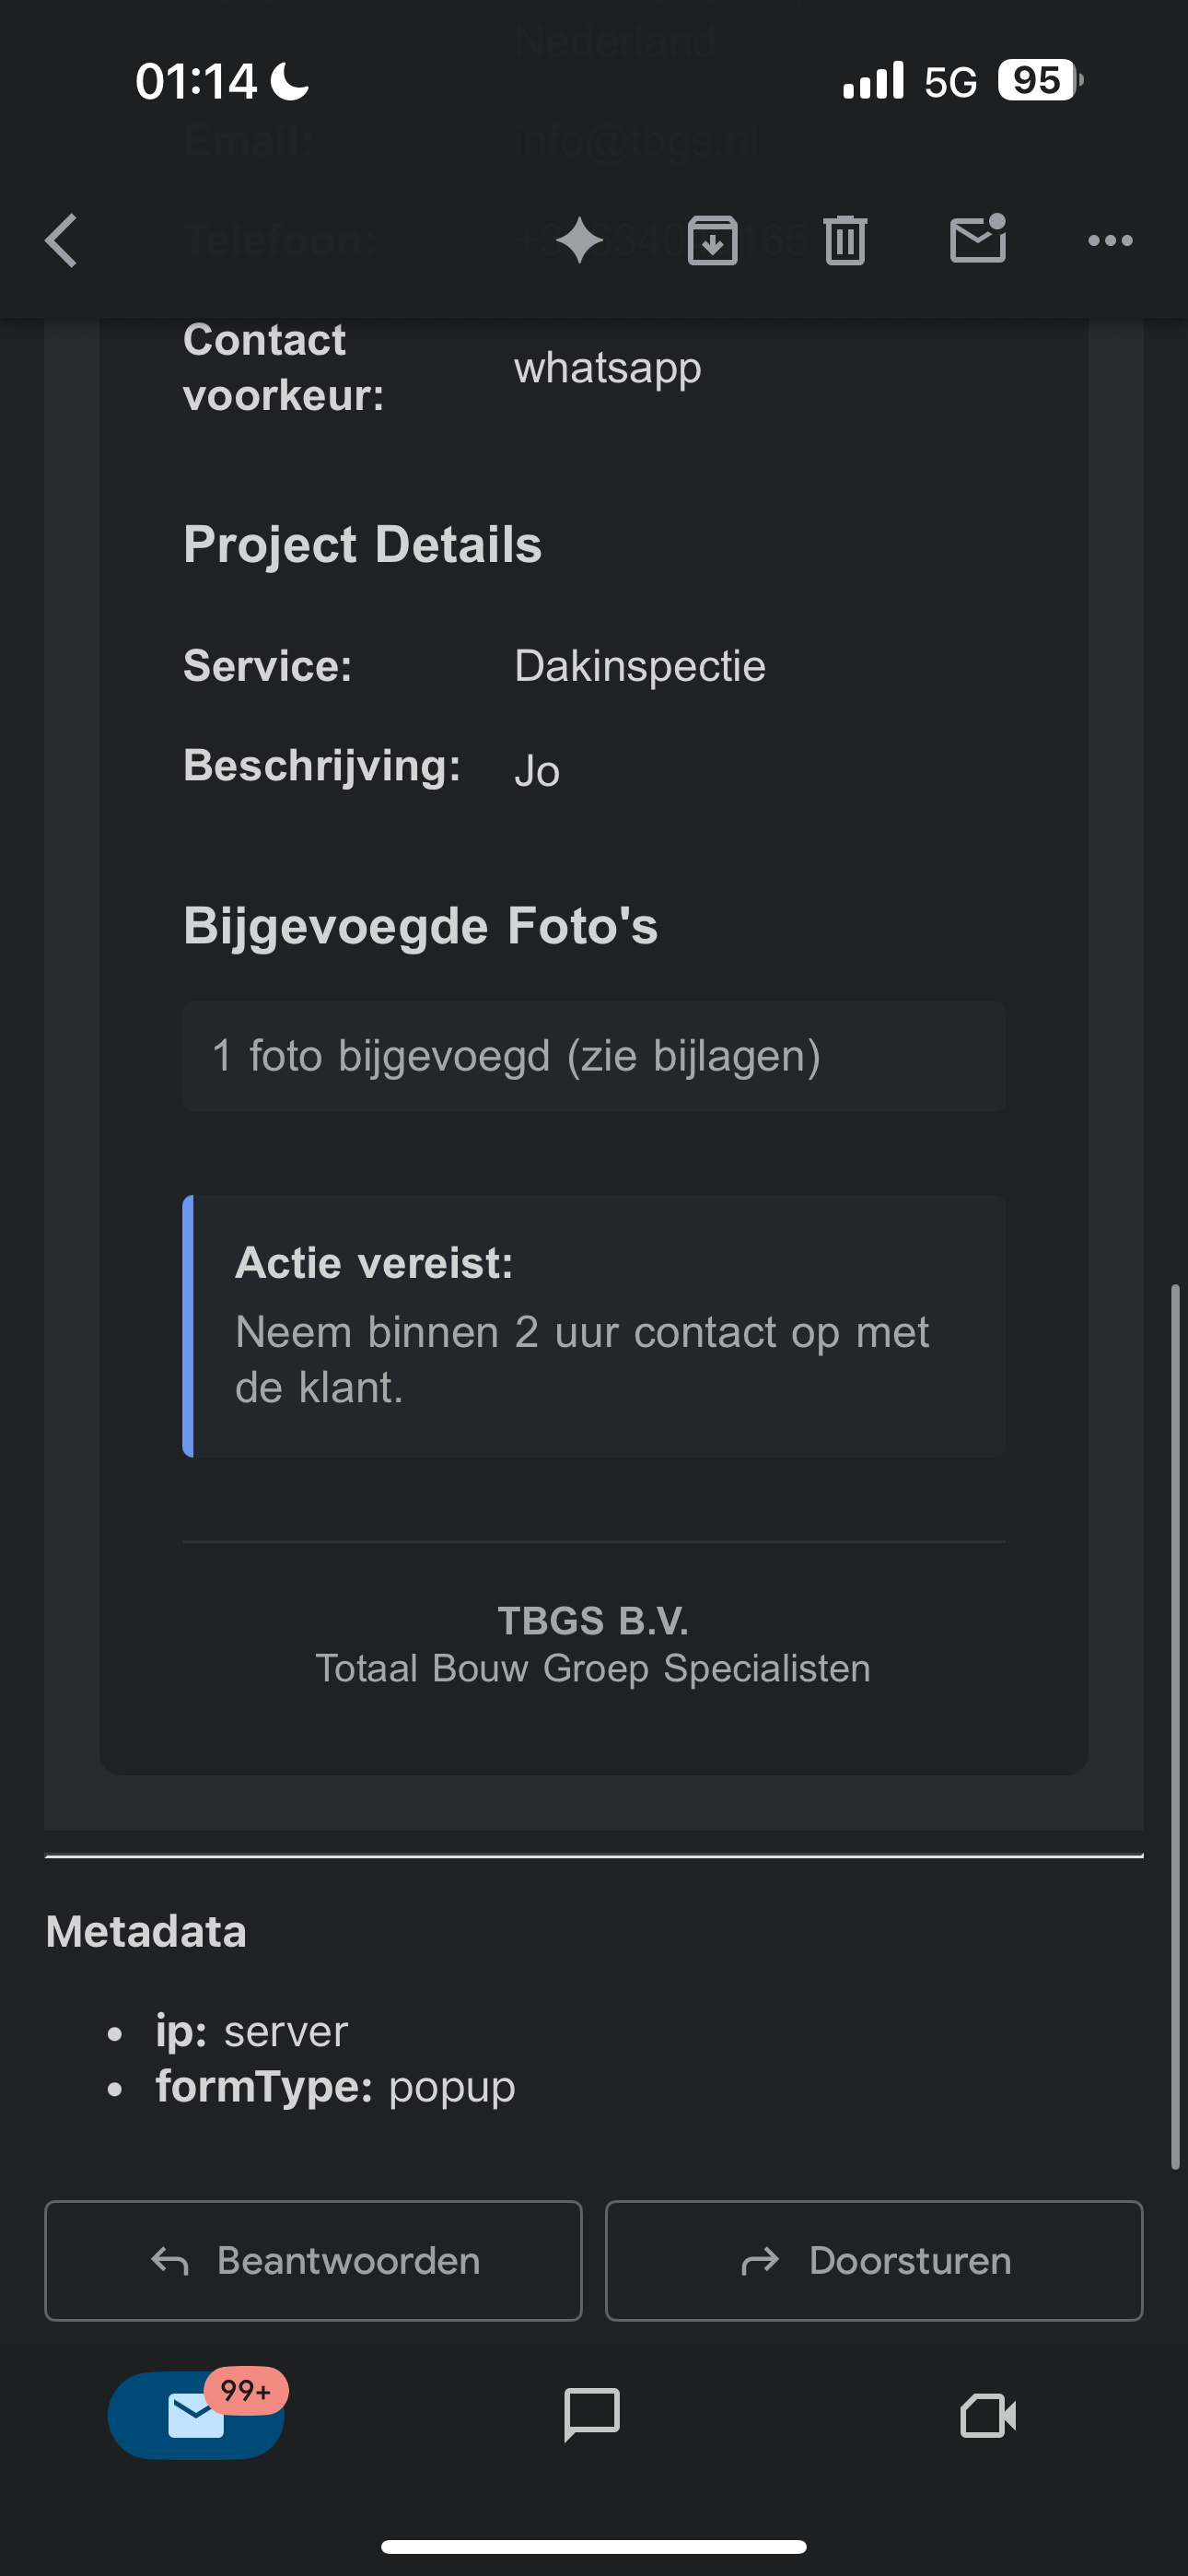 Nederland
01:14
5G
95
Email:
info@tbgs.nl
Telefoon:
Contact
voorkeur:
whatsapp
Project Details
Service:
Dakinspectie
Beschrijving:
Jo
Bijgevoegde Foto's
1 foto bijgevoegd (zie bijlagen)
Actie vereist:
Neem binnen 2 uur contact op met
de klant.
TBGS B.V.
Totaal Bouw Groep Specialisten
Metadata
• ip: server
• formType: popup
Beantwoorden
Doorsturen
99+